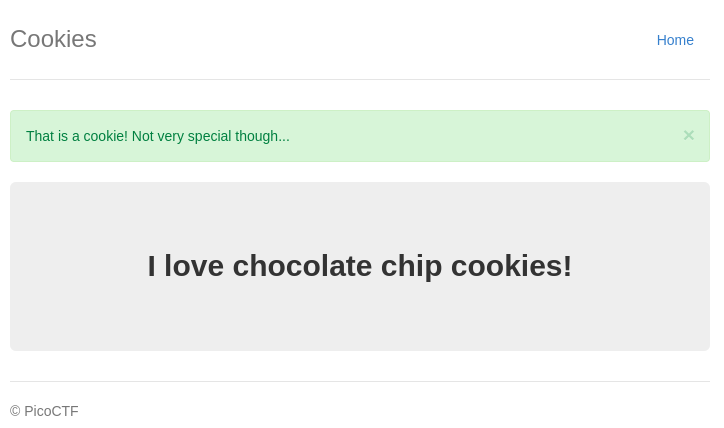 Cookies
Home
That is a cookie! Not very special though...
×
I love chocolate chip cookies!
© PicoCTF